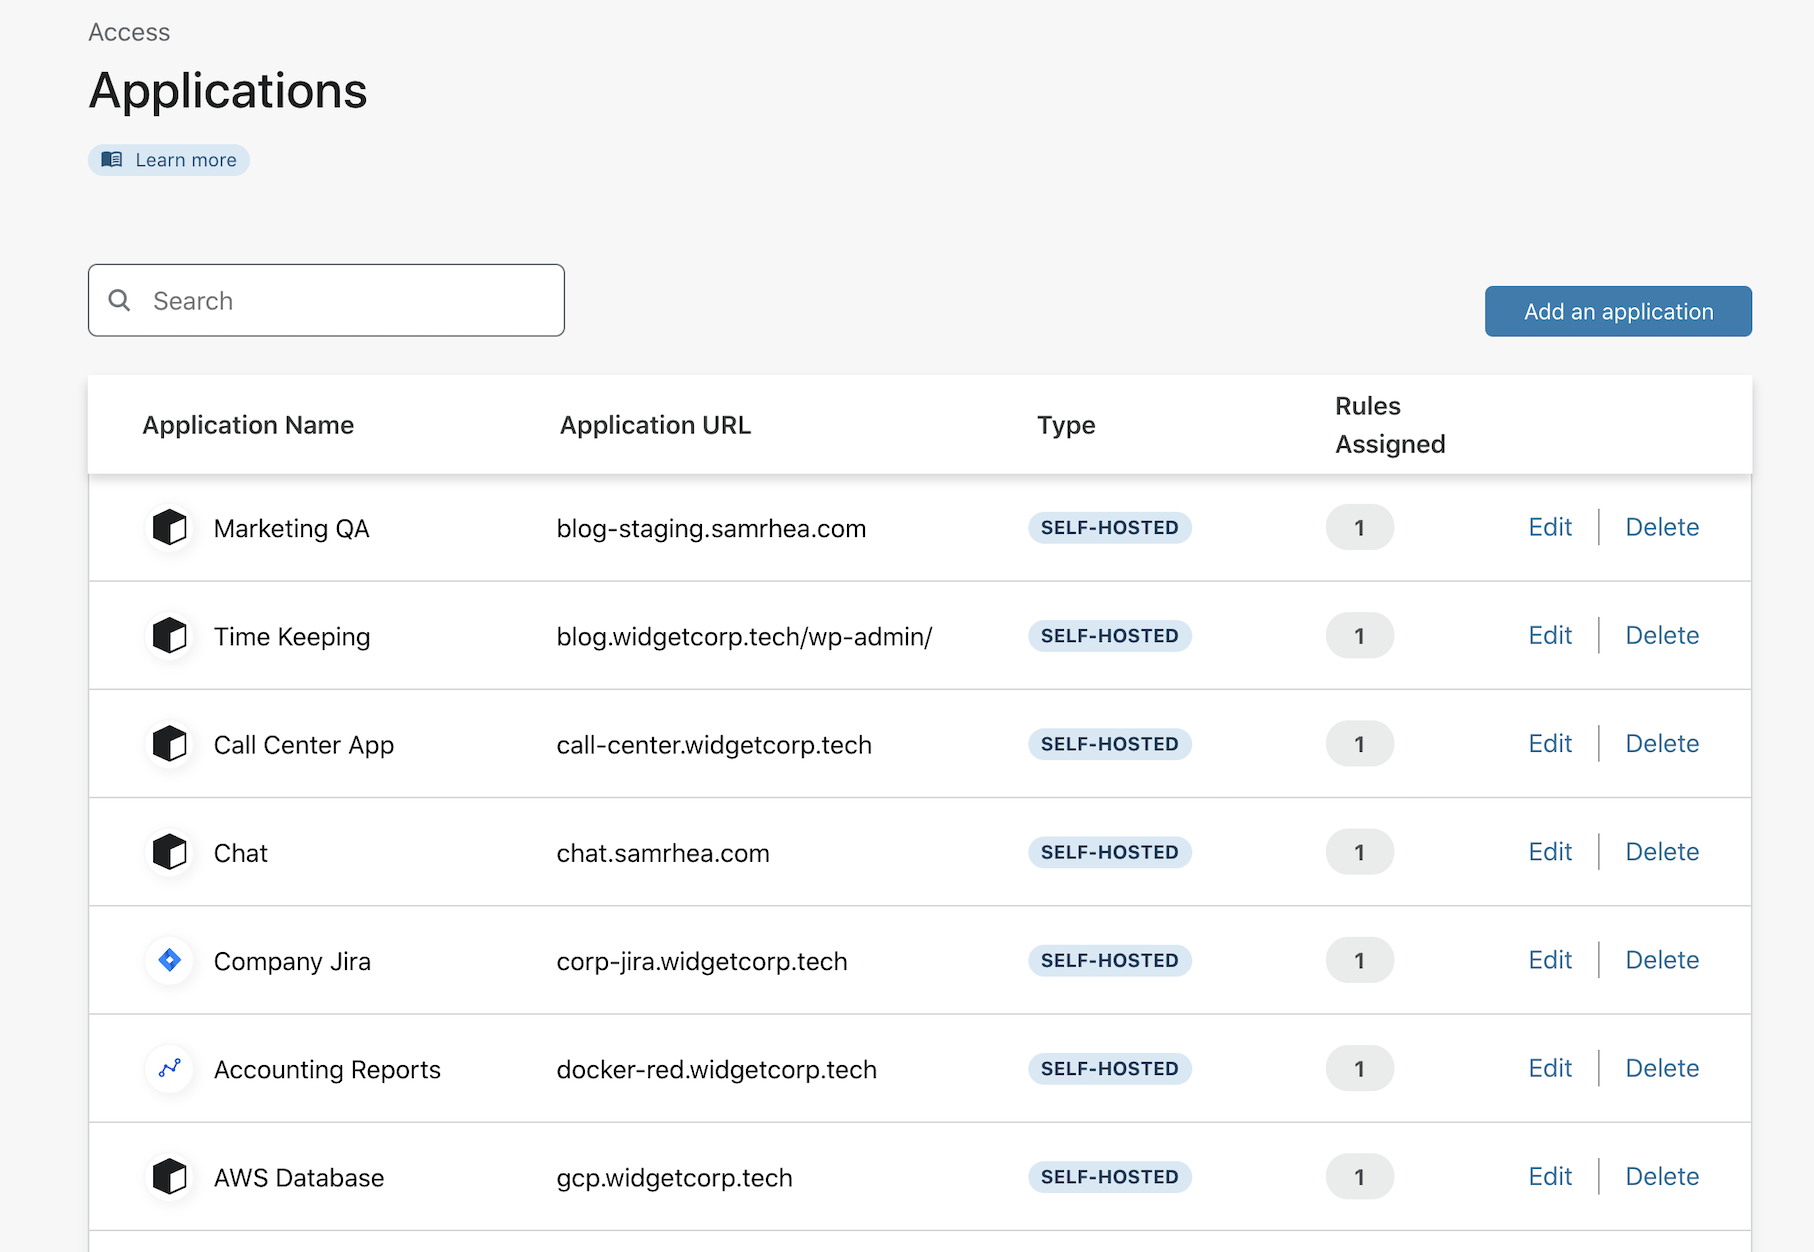 Access
Applications
Learn more
Search
Add an application
Application Name Application URL Type Rules Assigned
Marketing QA blog-staging.samrhea.com SELF-HOSTED 1 Edit Delete
Time Keeping blog.widgetcorp.tech/wp-admin/ SELF-HOSTED 1 Edit Delete
Call Center App call-center.widgetcorp.tech SELF-HOSTED 1 Edit Delete
Chat chat.samrhea.com SELF-HOSTED 1 Edit Delete
Company Jira corp-jira.widgetcorp.tech SELF-HOSTED 1 Edit Delete
Accounting Reports docker-red.widgetcorp.tech SELF-HOSTED 1 Edit Delete
AWS Database gcp.widgetcorp.tech SELF-HOSTED 1 Edit Delete